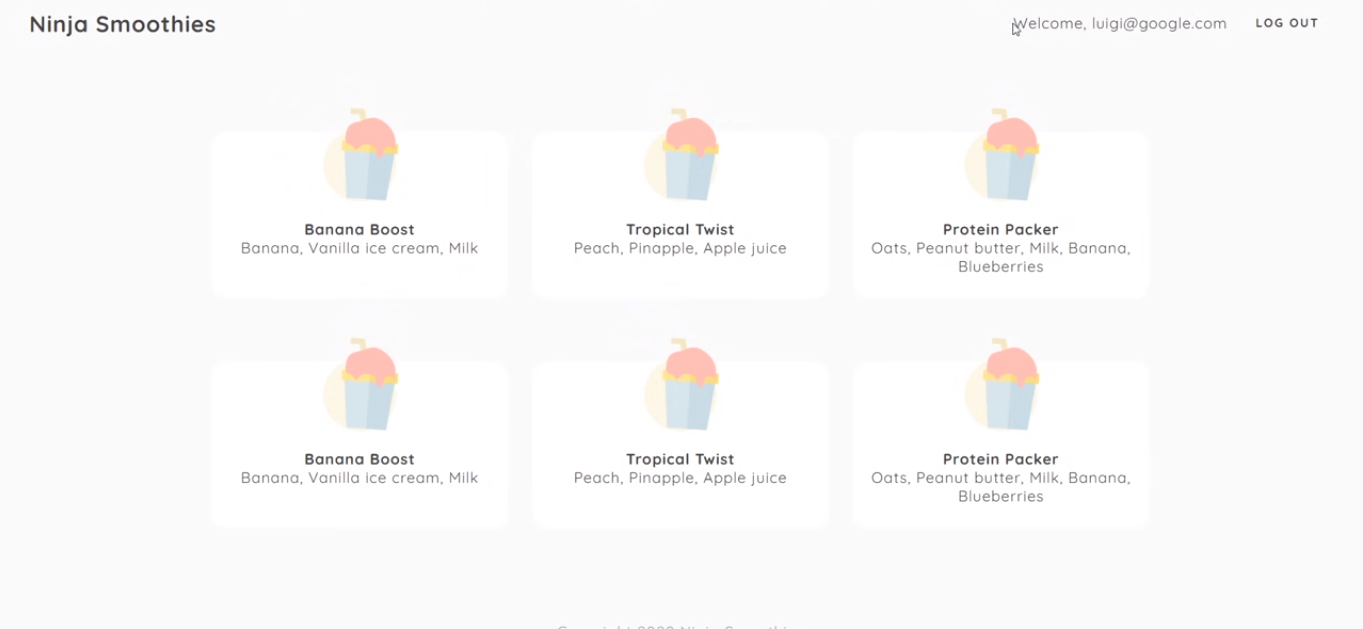 Ninja Smoothies
Welcome, luigi@google.com LOG OUT
Banana Boost
Banana, Vanilla ice cream, Milk
Tropical Twist
Peach, Pinapple, Apple juice
Protein Packer
Oats, Peanut butter, Milk, Banana,
Blueberries
Banana Boost
Banana, Vanilla ice cream, Milk
Tropical Twist
Peach, Pinapple, Apple juice
Protein Packer
Oats, Peanut butter, Milk, Banana,
Blueberries